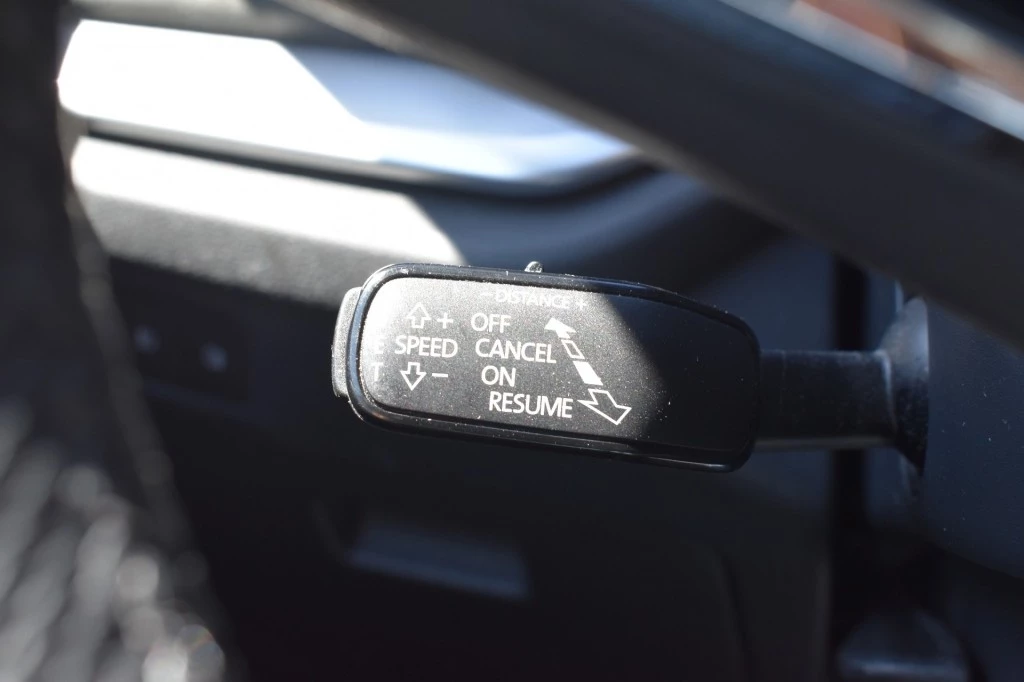 - DISTANCE +
+ OFF
E SPEED CANCEL
T - ON
RESUME